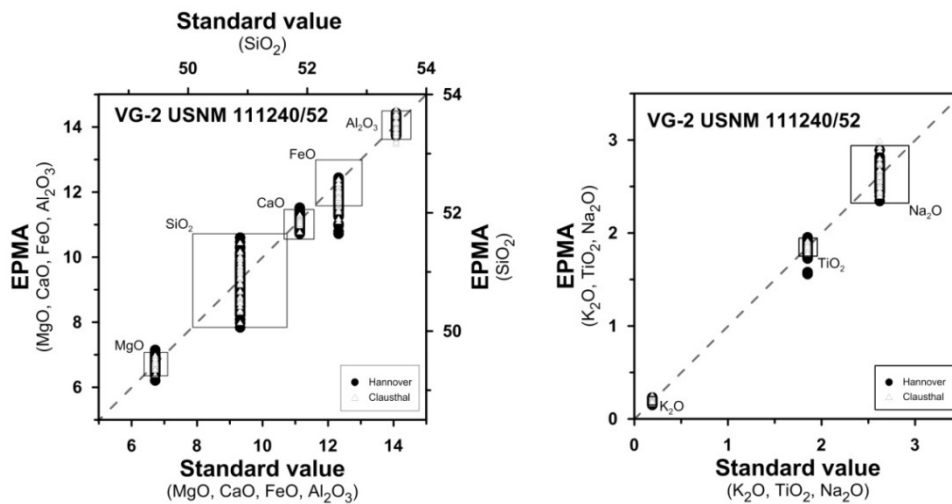 Standard value
(SiO₂)
50 52 54
VG-2 USNM 111240/52
EPMA
(MgO, CaO, FeO, Al₂O₃)
14
12
10
8
6
Al₂O₃
FeO
CaO
SiO₂
MgO
54
52
50
EPMA
(SiO₂)
Hannover
Clausthal
6 8 10 12 14
Standard value
(MgO, CaO, FeO, Al₂O₃)
VG-2 USNM 111240/52
EPMA
(K₂O, TiO₂, Na₂O)
3
2
1
0
Na₂O
TiO₂
K₂O
Hannover
Clausthal
0 1 2 3
Standard value
(K₂O, TiO₂, Na₂O)